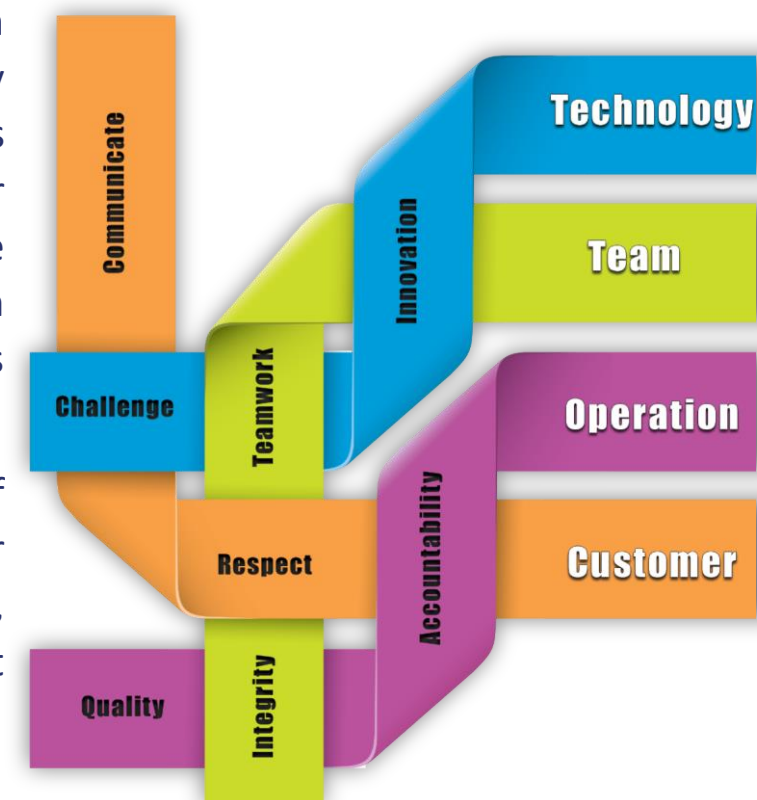 Communicate
Technology
Innovation
Team
Teamwork
Challenge
Operation
Accountability
Respect
Customer
Integrity
Quality